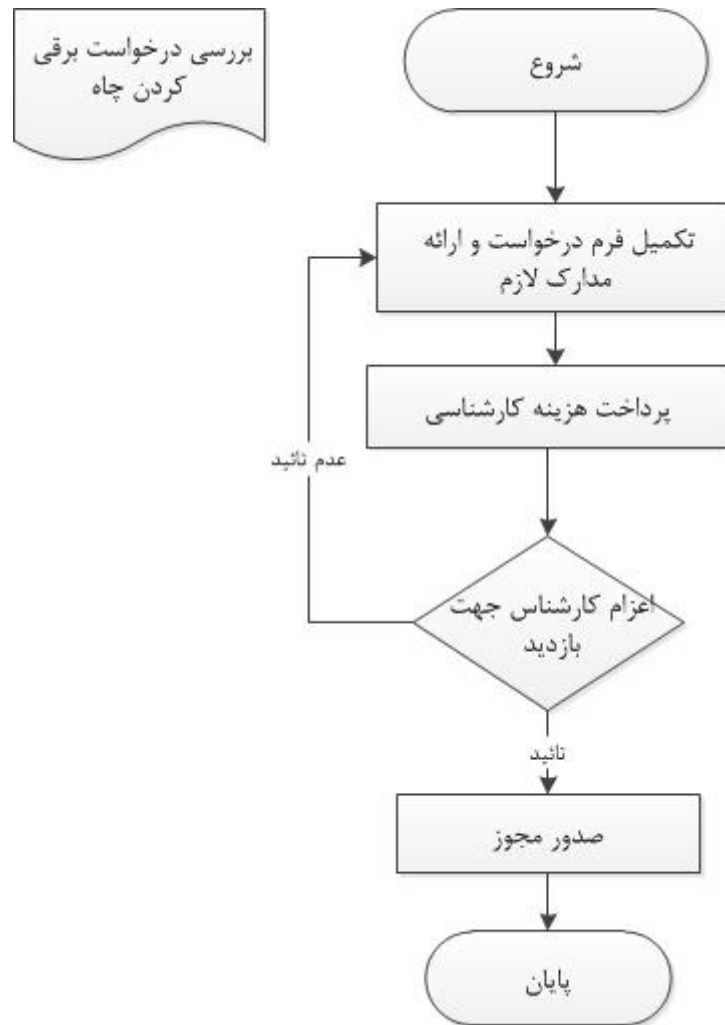 بررسی درخواست برقی
کردن چاه
شروع
تکمیل فرم درخواست و ارائه
مدارک لازم
پرداخت هزینه کارشناسی
عدم تائید
اعزام کارشناس جهت
بازدید
تائید
صدور مجوز
پایان